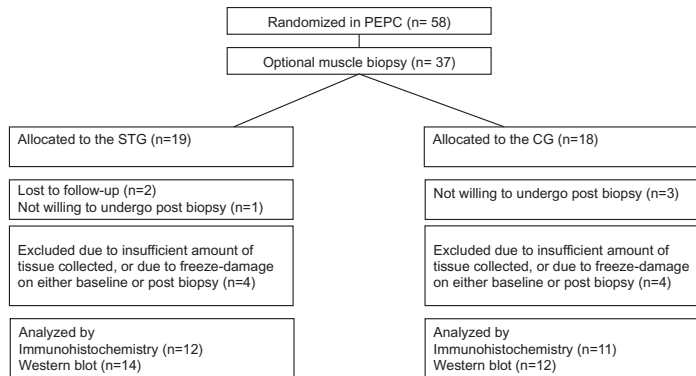 Randomized in PEPC (n= 58)
Optional muscle biopsy (n= 37)
Allocated to the STG (n=19)
Allocated to the CG (n=18)
Lost to follow-up (n=2)
Not willing to undergo post biopsy (n=1)
Not willing to undergo post biopsy (n=3)
Excluded due to insufficient amount of
tissue collected, or due to freeze-damage
on either baseline or post biopsy (n=4)
Excluded due to insufficient amount of
tissue collected, or due to freeze-damage
on either baseline or post biopsy (n=4)
Analyzed by
Immunohistochemistry (n=12)
Western blot (n=14)
Analyzed by
Immunohistochemistry (n=11)
Western blot (n=12)